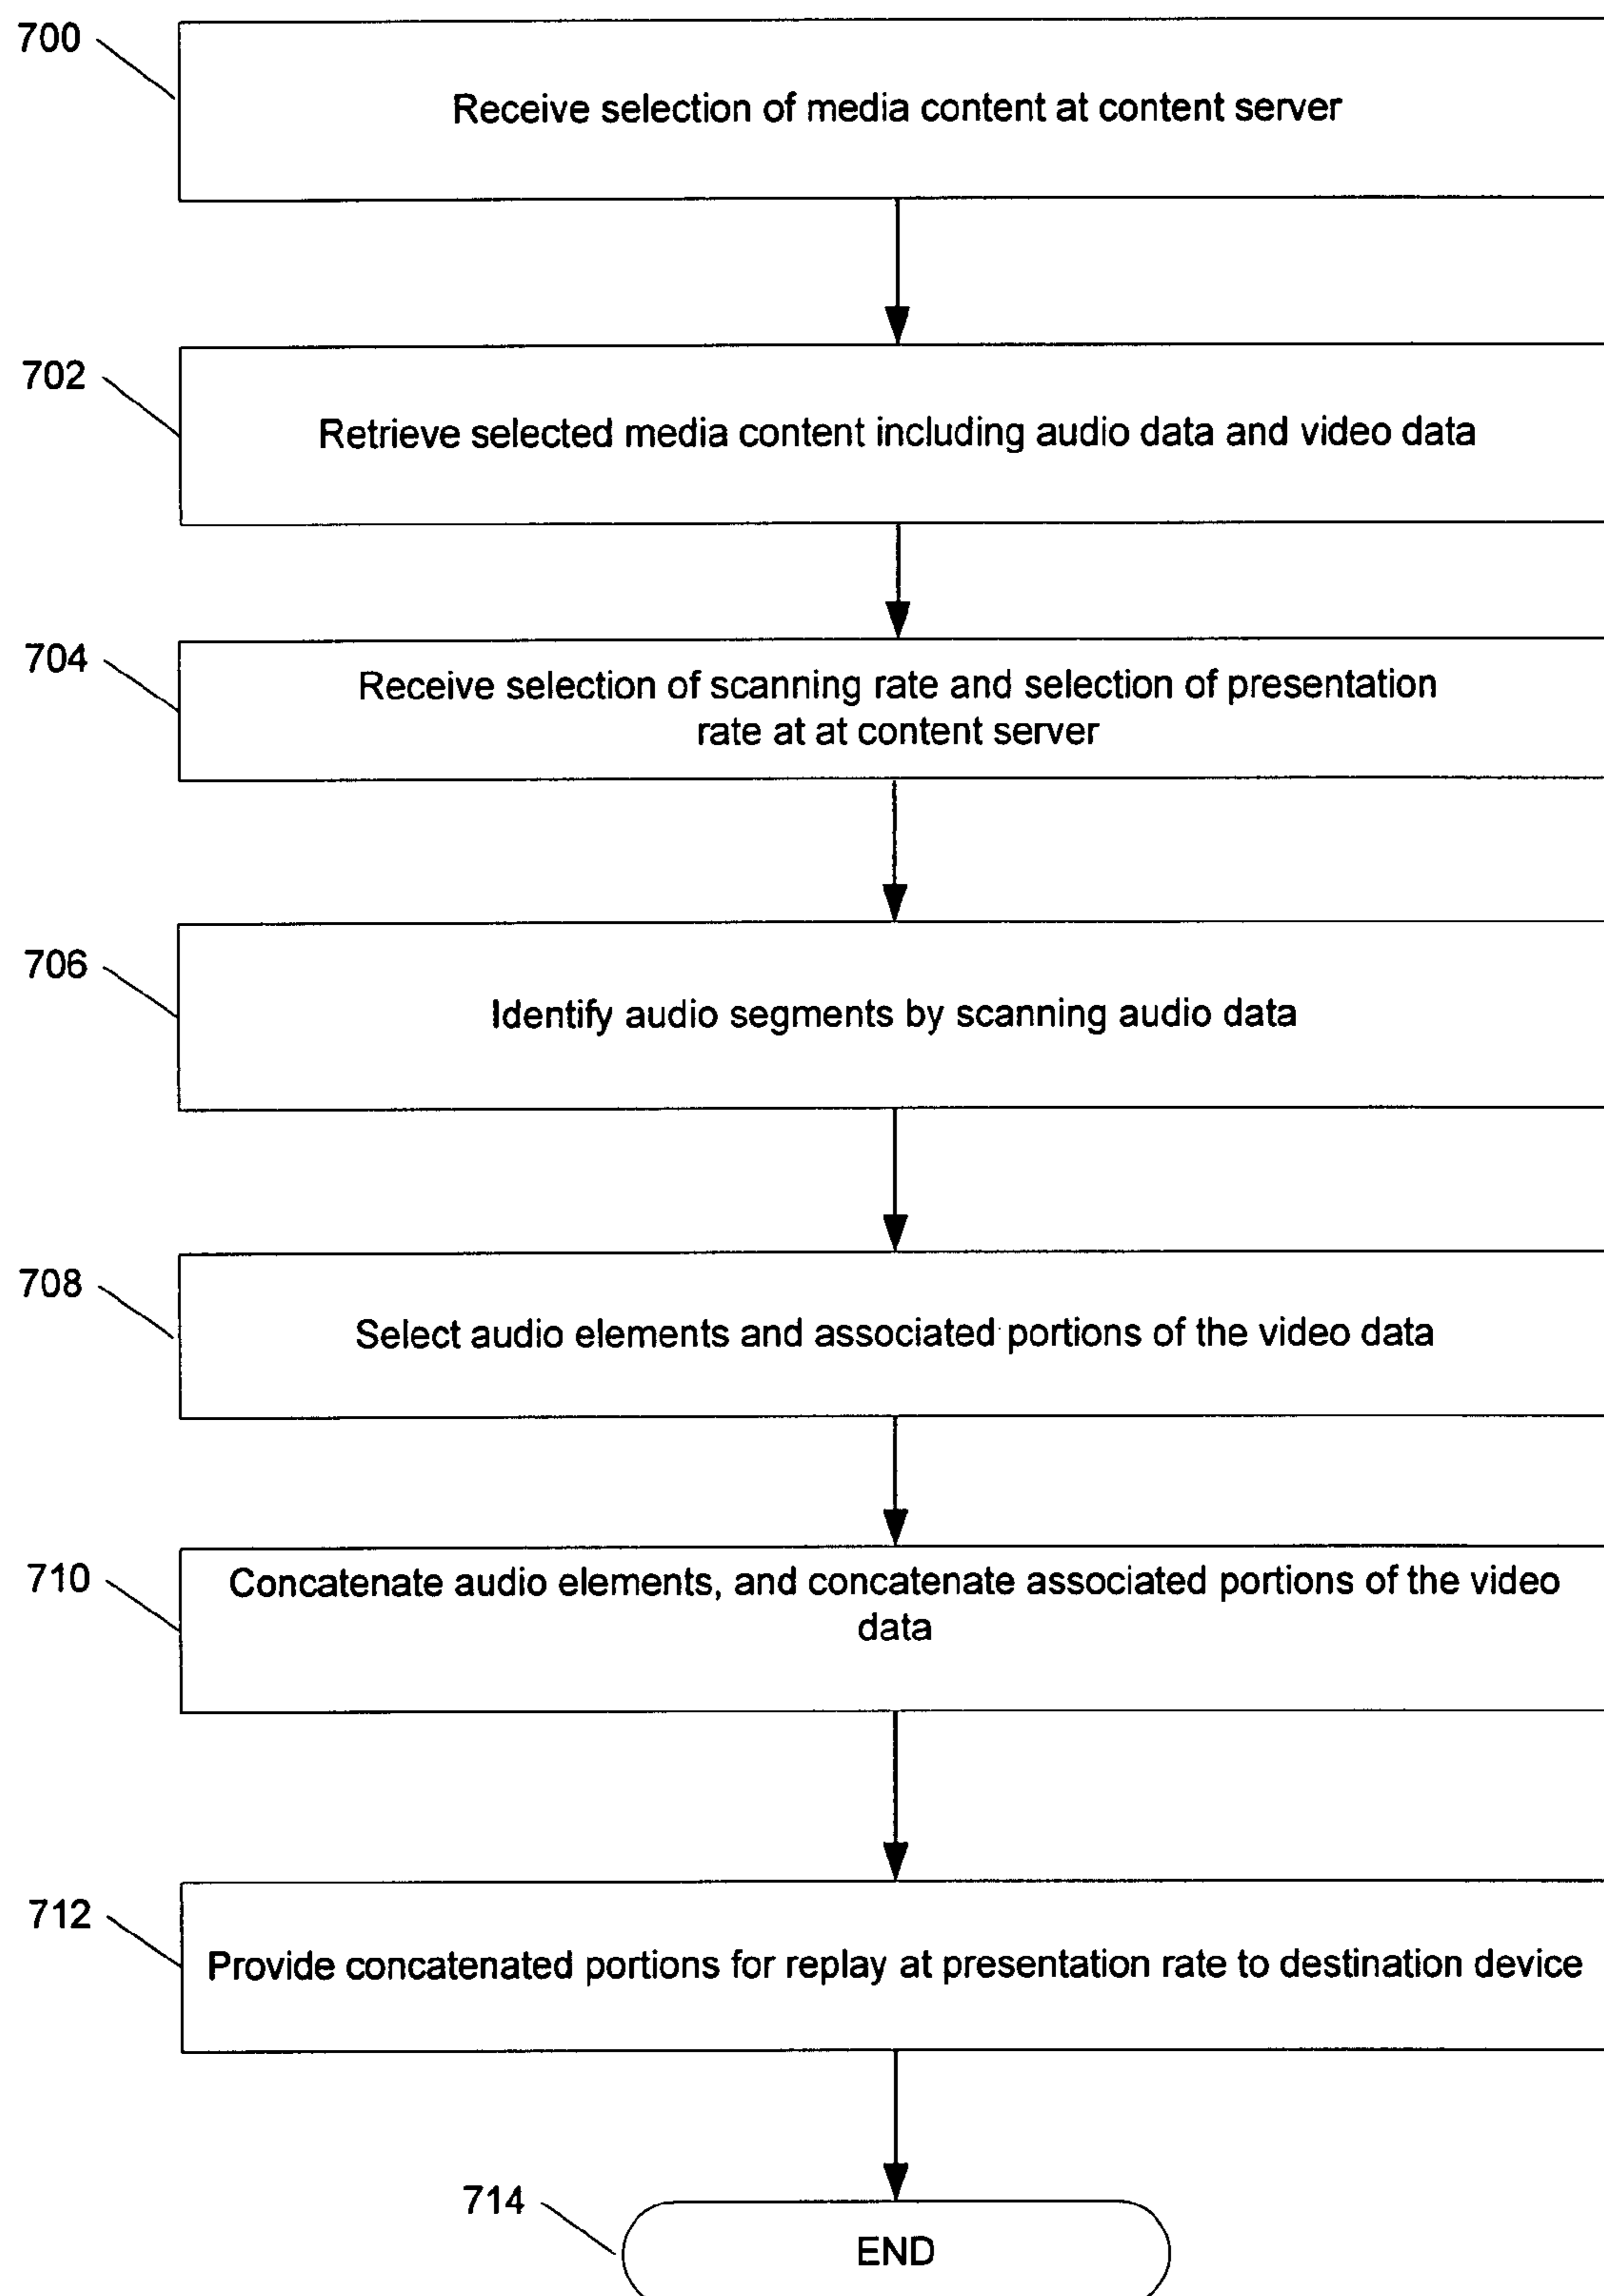 700
Receive selection of media content at content server
702
Retrieve selected media content including audio data and video data
704
Receive selection of scanning rate and selection of presentation
rate at at content server
706
Identify audio segments by scanning audio data
708
Select audio elements and associated portions of the video data
710
Concatenate audio elements, and concatenate associated portions of the video
data
712
Provide concatenated portions for replay at presentation rate to destination device
714
END